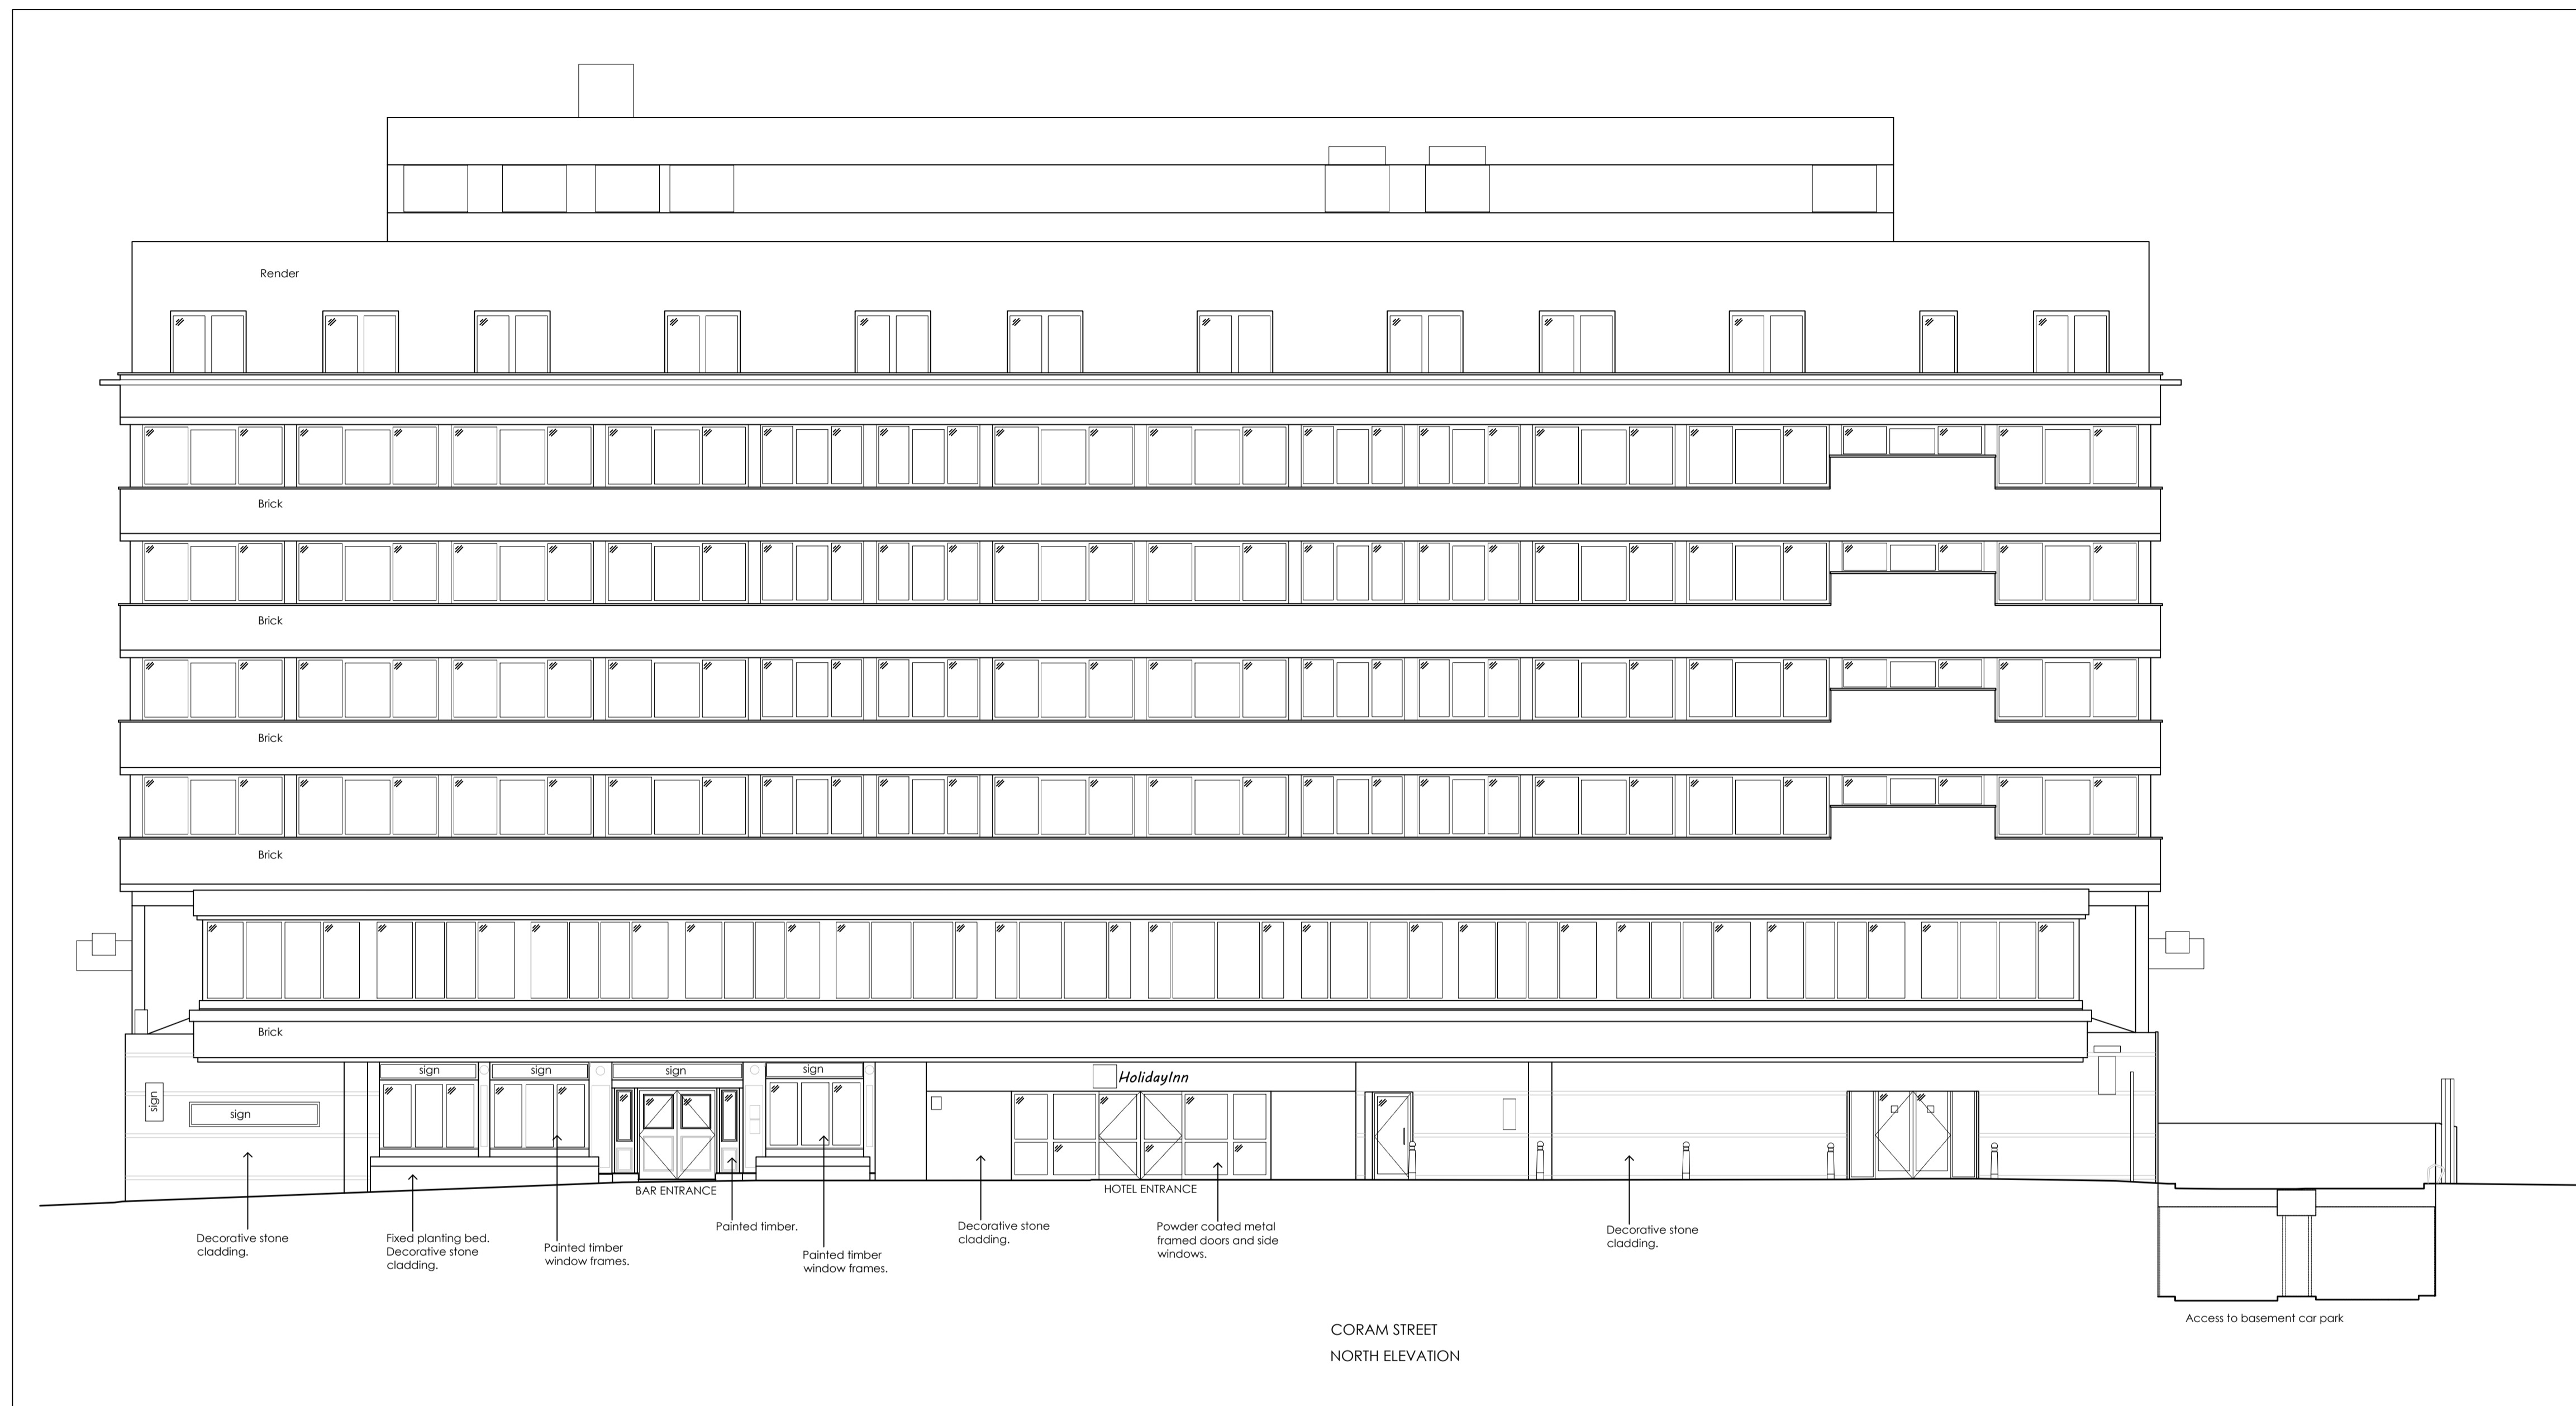 Render
Brick
Brick
Brick
Brick
Brick
sign
sign
sign
sign
sign
sign
HolidayInn
BAR ENTRANCE
HOTEL ENTRANCE
Decorative stone
cladding.
Fixed planting bed.
Decorative stone
cladding.
Painted timber
window frames.
Painted timber.
Painted timber
window frames.
Decorative stone
cladding.
Powder coated metal
framed doors and side
windows.
Decorative stone
cladding.
Access to basement car park
CORAM STREET
NORTH ELEVATION